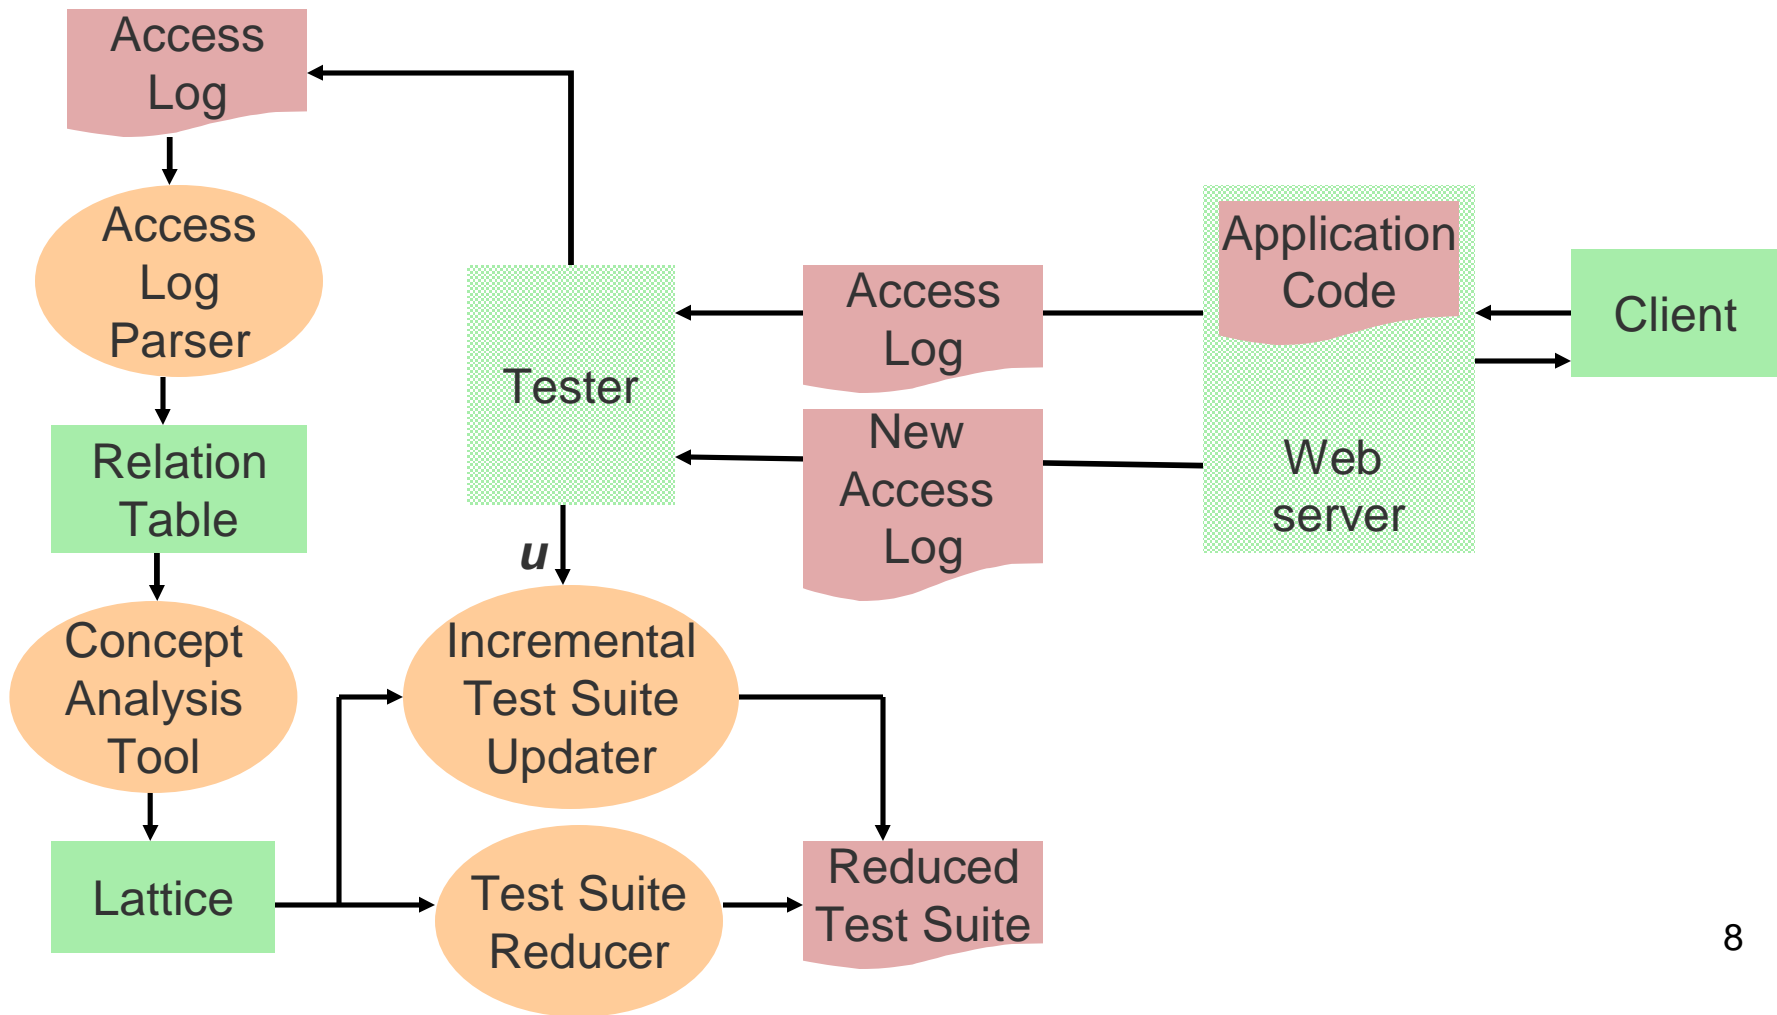 Access
Log
Access
Log
Parser
Relation
Table
Concept
Analysis
Tool
Lattice
Tester
u
Incremental
Test Suite
Updater
Test Suite
Reducer
Access
Log
New
Access
Log
Reduced
Test Suite
Application
Code
Web
server
Client
8